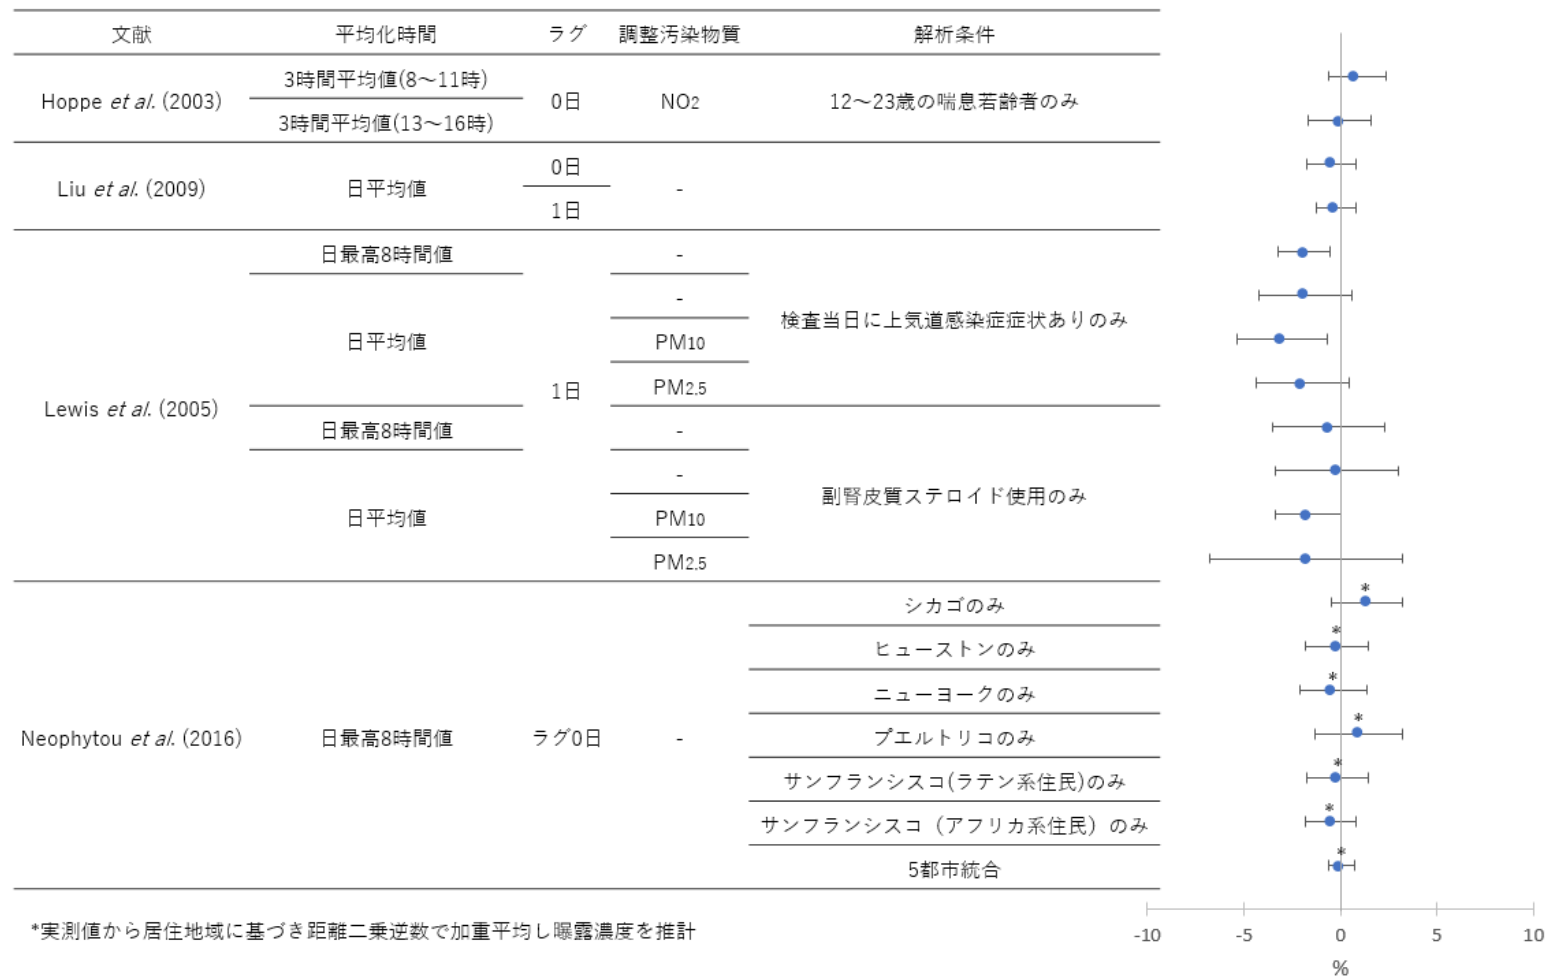 文献 平均化時間 ラグ 調整汚染物質 解析条件
Hoppe et al. (2003) 3時間平均値(8～11時) 0日 NO2 12～23歳の喘息若齢者のみ
3時間平均値(13～16時)
Liu et al. (2009) 日平均値 0日 -
1日
Lewis et al. (2005) 日最高8時間値 1日 - 検査当日に上気道感染症症状ありのみ
日平均値 -
PM10
PM2.5
日最高8時間値 - 副腎皮質ステロイド使用のみ
日平均値 -
PM10
PM2.5
Neophytou et al. (2016) 日最高8時間値 ラグ0日 - シカゴのみ *
ヒューストンのみ *
ニューヨークのみ *
プエルトリコのみ *
サンフランシスコ(ラテン系住民)のみ *
サンフランシスコ（アフリカ系住民）のみ *
5都市統合 *
*実測値から居住地域に基づき距離二乗逆数で加重平均し曝露濃度を推計
-10 -5 0 5 10
%